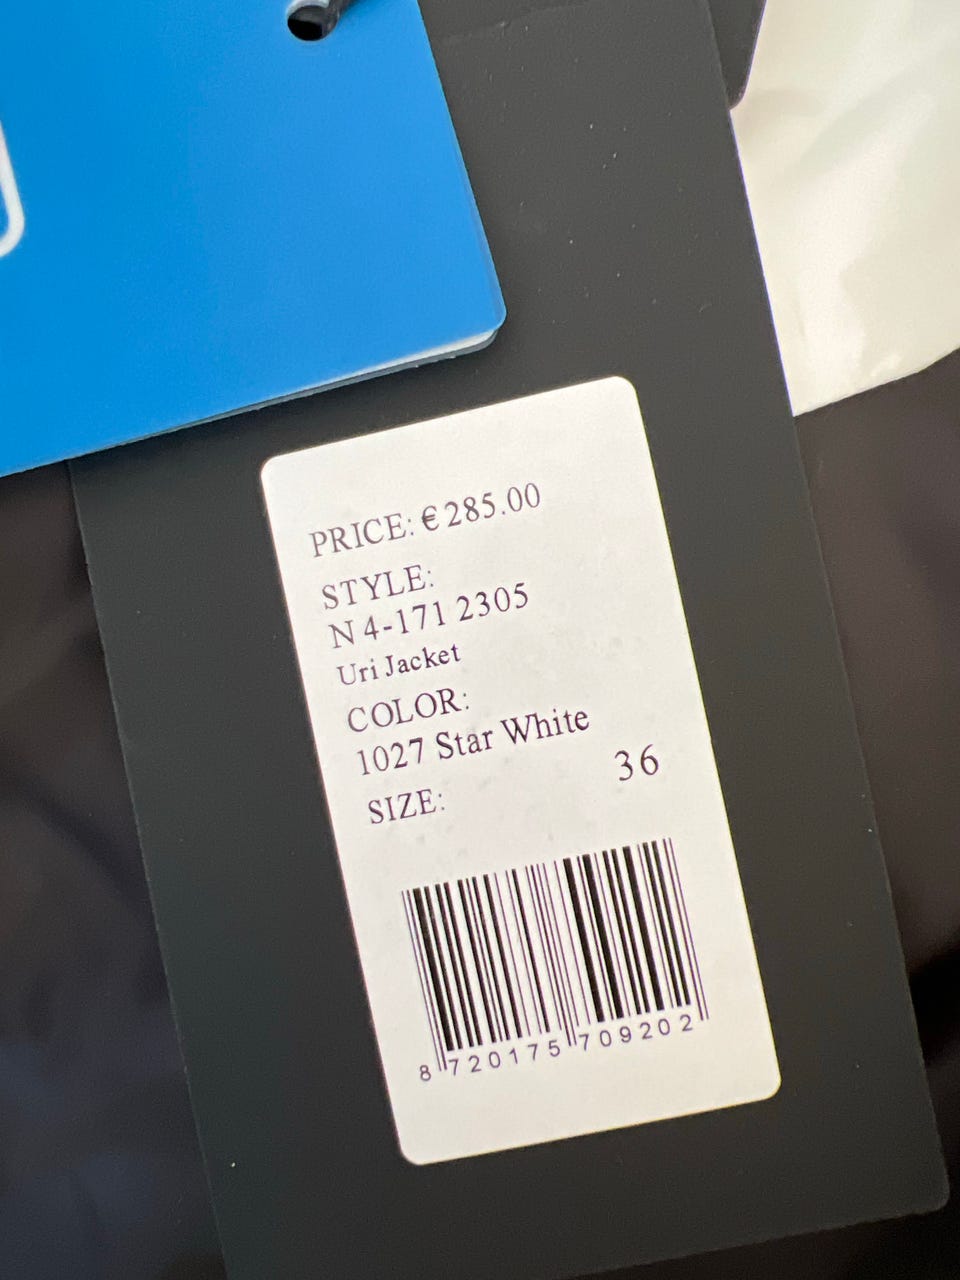 PRICE: €285.00
STYLE:
N 4-171 2305
Uri Jacket
COLOR:
1027 Star White
SIZE: 36
8 720175 709202